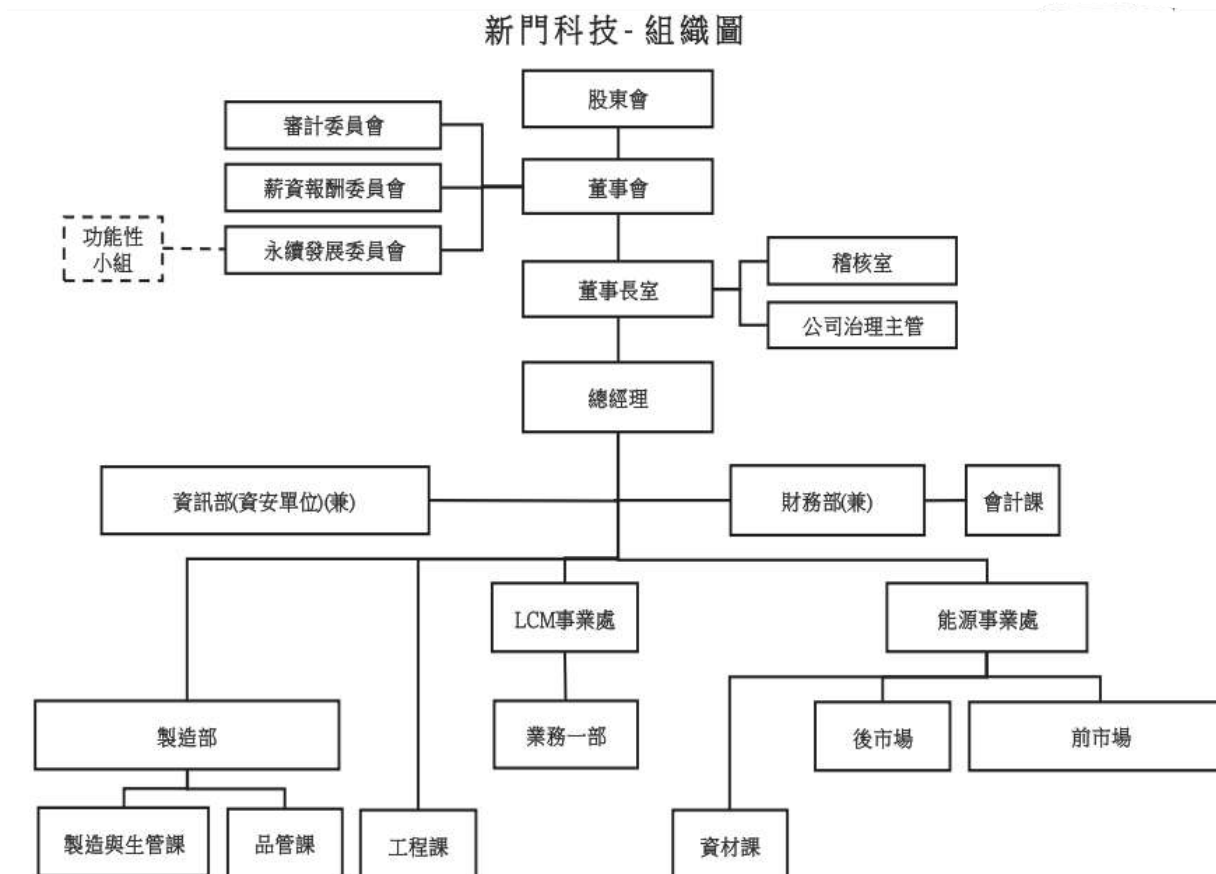 新門科技-組織圖
股東會
審計委員會
董事會
薪資報酬委員會
功能性
小組
永續發展委員會
稽核室
董事長室
公司治理主管
總經理
資訊部(資安單位)(兼)
財務部(兼)
會計課
LCM事業處
能源事業處
製造部
業務一部
後市場
前市場
製造與生管課
品管課
工程課
資材課